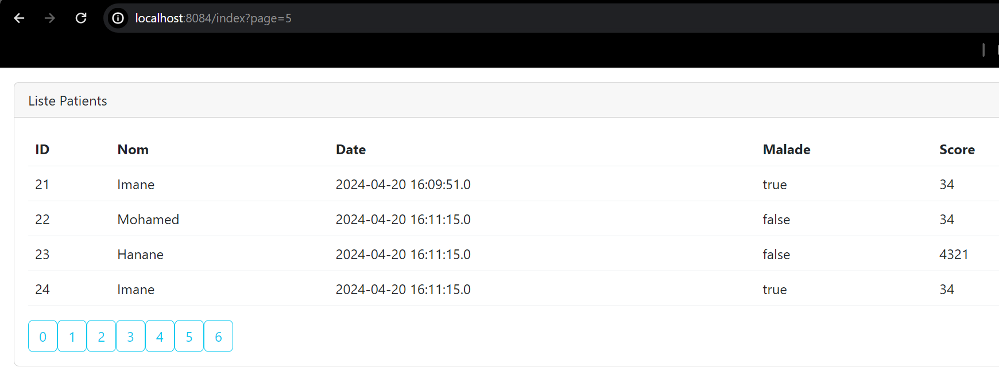 localhost:8084/index?page=5
Liste Patients
ID Nom Date Malade Score
21 Imane 2024-04-20 16:09:51.0 true 34
22 Mohamed 2024-04-20 16:11:15.0 false 34
23 Hanane 2024-04-20 16:11:15.0 false 4321
24 Imane 2024-04-20 16:11:15.0 true 34
0 1 2 3 4 5 6